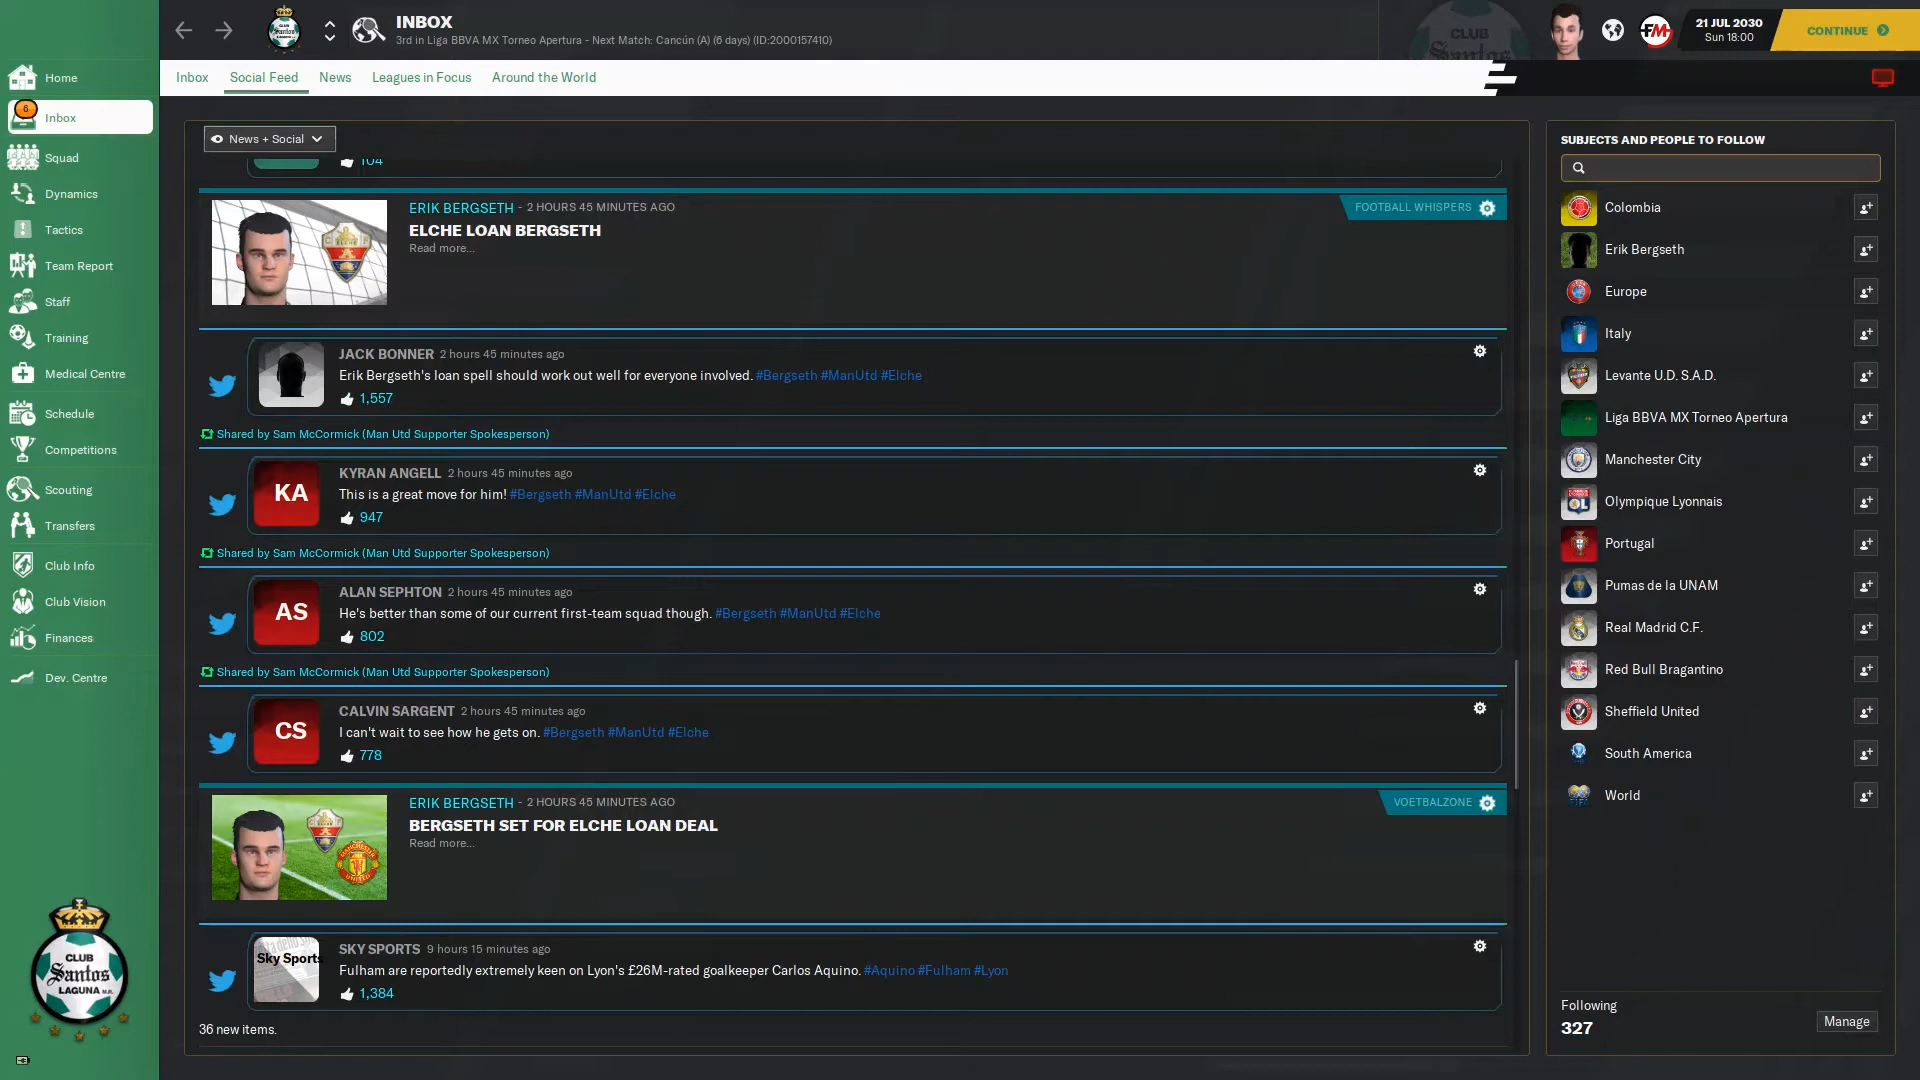 INBOX
3rd in Liga BBVA MX Torneo Apertura - Next Match: Cancún (A) (6 days) (ID:2000157410)
21 JUL 2030
Sun 18:00
CONTINUE
Inbox
Social Feed
News
Leagues in Focus
Around the World
Home
6
Inbox
Squad
Dynamics
Tactics
Team Report
Staff
Training
Medical Centre
Schedule
Competitions
Scouting
Transfers
Club Info
Club Vision
Finances
Dev. Centre
CLUB
Santos
LAGUNA
News + Social
104
ERIK BERGSETH - 2 HOURS 45 MINUTES AGO
FOOTBALL WHISPERS
ELCHE LOAN BERGSETH
Read more...
JACK BONNER 2 hours 45 minutes ago
Erik Bergseth's loan spell should work out well for everyone involved. #Bergseth #ManUtd #Elche
1,557
Shared by Sam McCormick (Man Utd Supporter Spokesperson)
KA
KYRAN ANGELL 2 hours 45 minutes ago
This is a great move for him! #Bergseth #ManUtd #Elche
947
Shared by Sam McCormick (Man Utd Supporter Spokesperson)
AS
ALAN SEPHTON 2 hours 45 minutes ago
He's better than some of our current first-team squad though. #Bergseth #ManUtd #Elche
802
Shared by Sam McCormick (Man Utd Supporter Spokesperson)
CS
CALVIN SARGENT 2 hours 45 minutes ago
I can't wait to see how he gets on. #Bergseth #ManUtd #Elche
778
ERIK BERGSETH - 2 HOURS 45 MINUTES AGO
VOETBALZONE
BERGSETH SET FOR ELCHE LOAN DEAL
Read more...
Sky Sports
SKY SPORTS 9 hours 15 minutes ago
Fulham are reportedly extremely keen on Lyon's £26M-rated goalkeeper Carlos Aquino. #Aquino #Fulham #Lyon
1,384
36 new items.
SUBJECTS AND PEOPLE TO FOLLOW
Colombia
Erik Bergseth
Europe
Italy
Levante U.D. S.A.D.
Liga BBVA MX Torneo Apertura
Manchester City
Olympique Lyonnais
Portugal
Pumas de la UNAM
Real Madrid C.F.
Red Bull Bragantino
Sheffield United
South America
World
Following
327
Manage